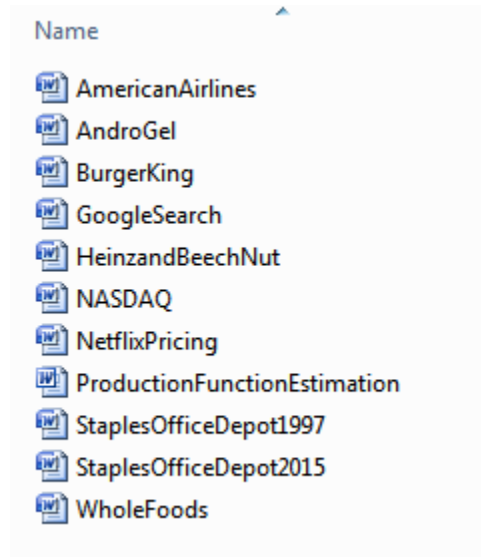 Name
AmericanAirlines
AndroGel
BurgerKing
GoogleSearch
HeinzandBeechNut
NASDAQ
NetflixPricing
ProductionFunctionEstimation
StaplesOfficeDepot1997
StaplesOfficeDepot2015
WholeFoods